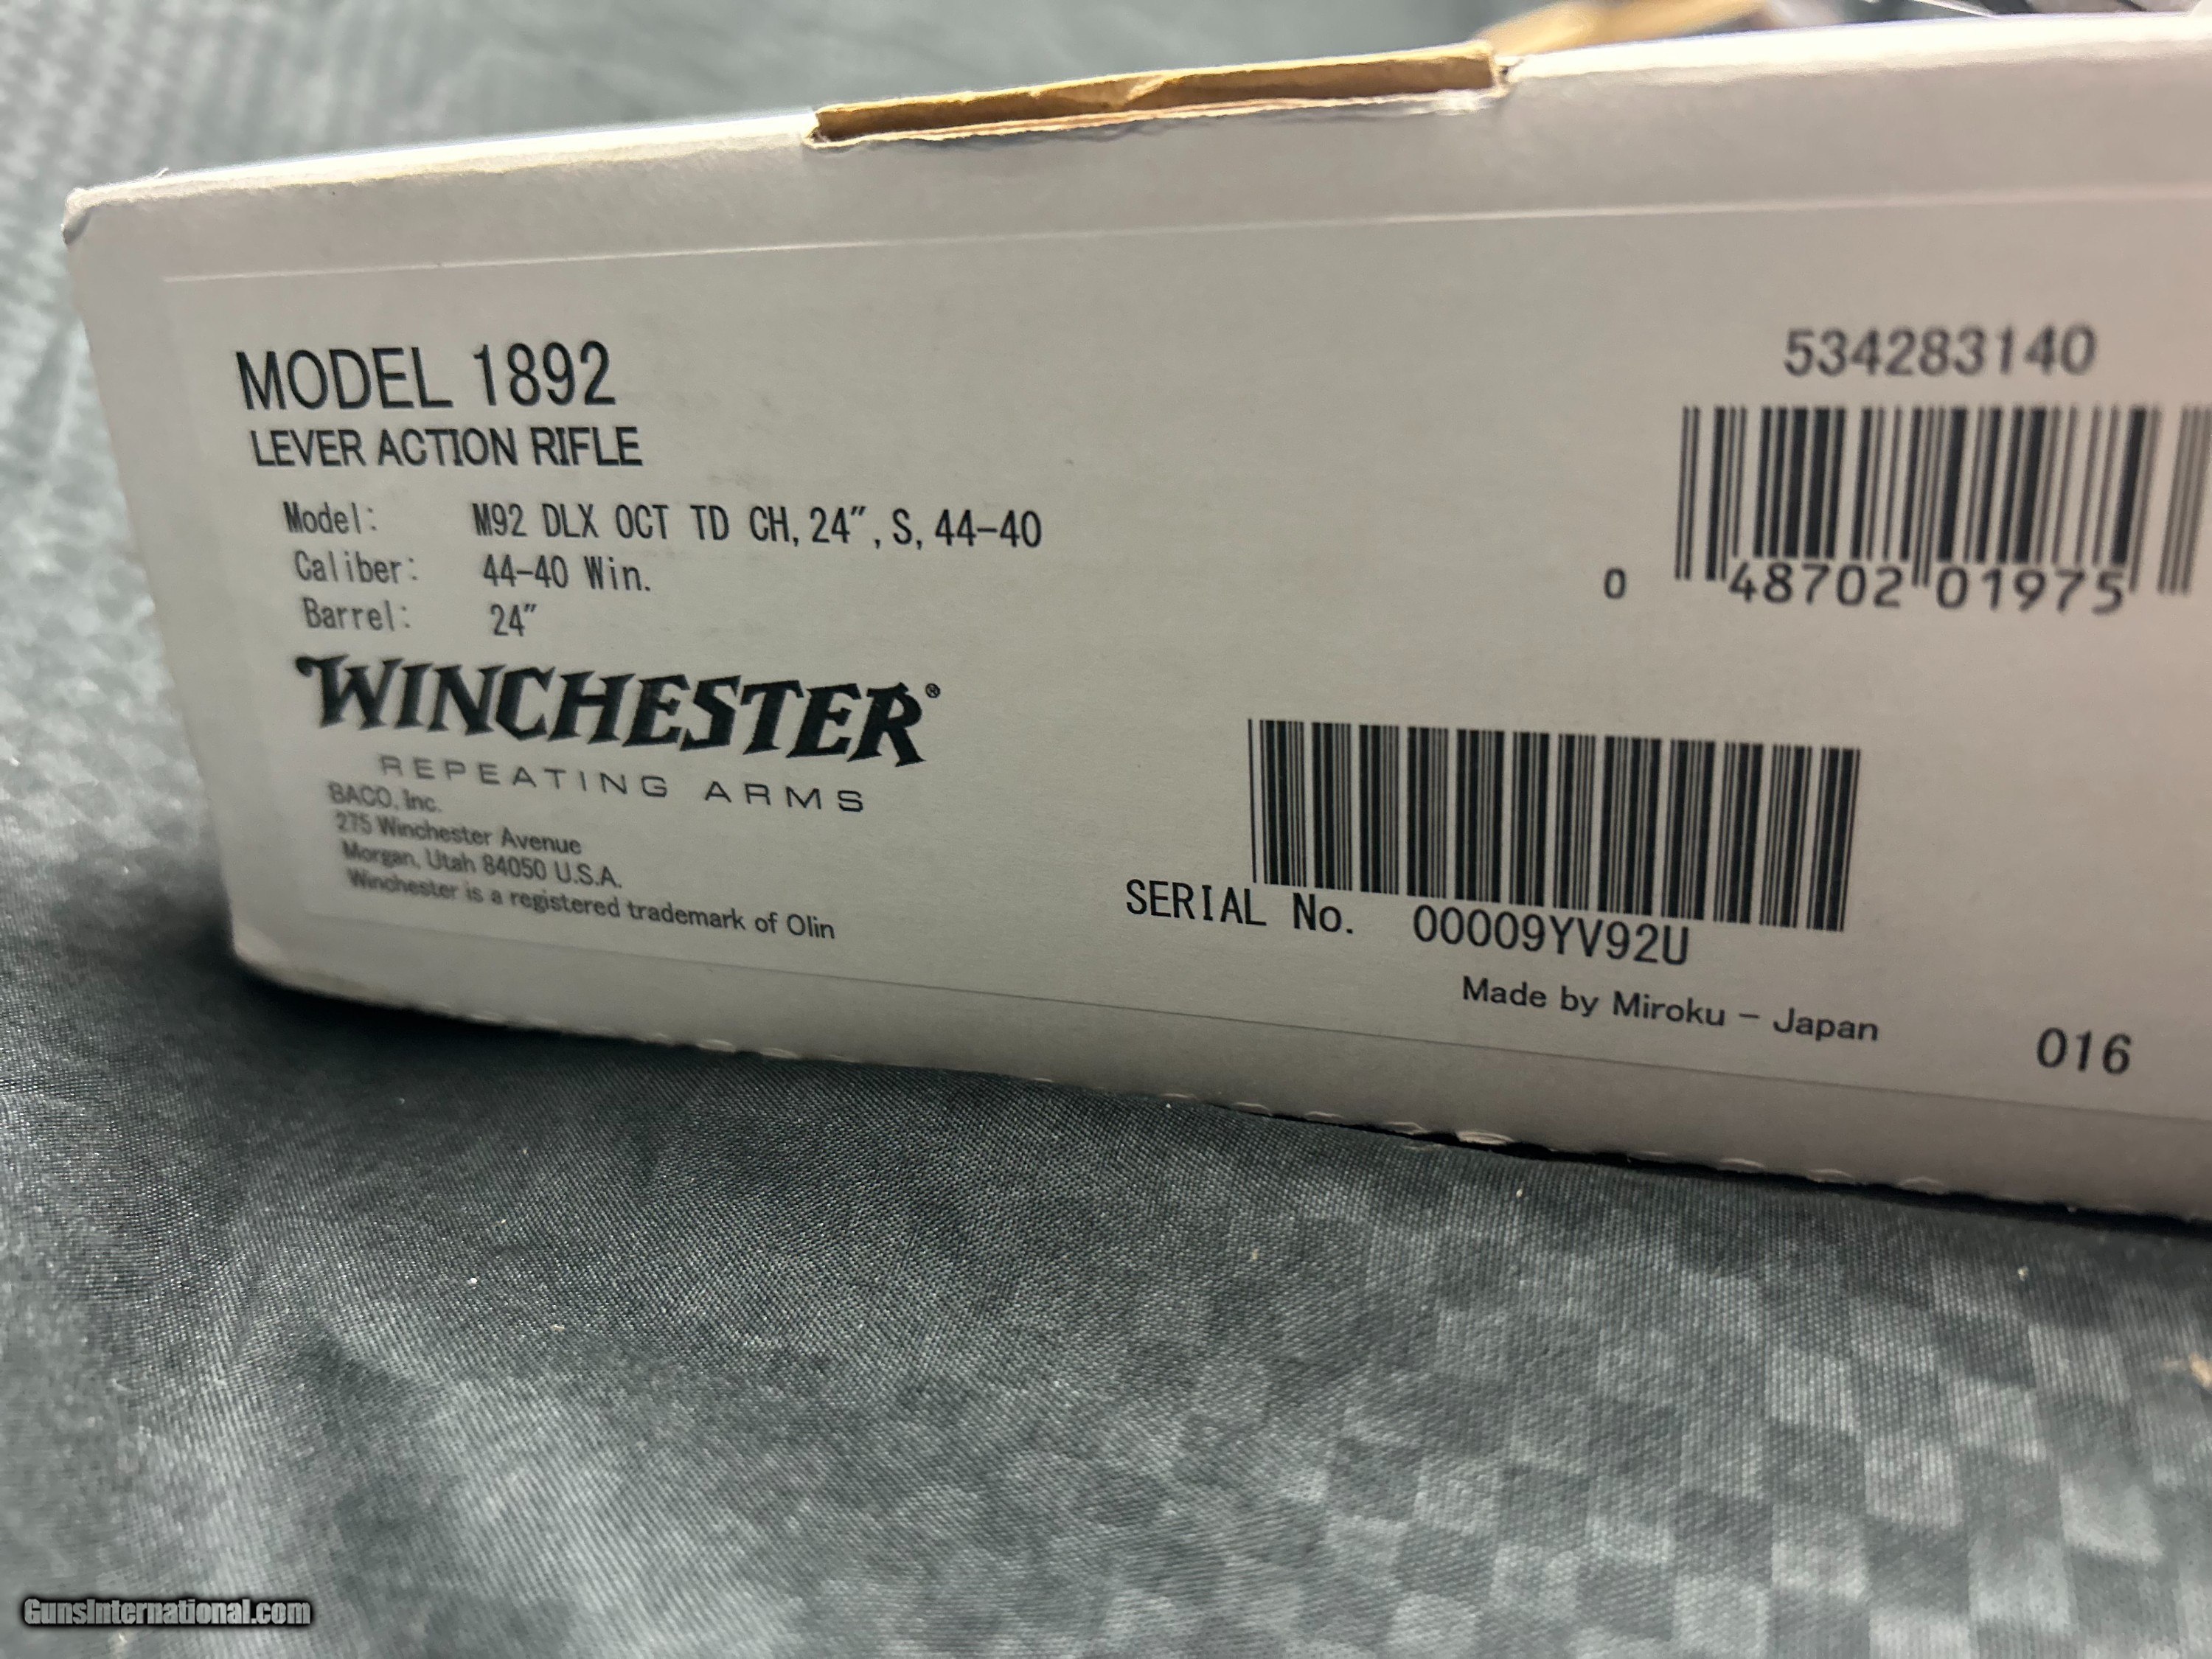 MODEL 1892
LEVER ACTION RIFLE
Model: M92 DLX OCT TD CH, 24″, S, 44-40
Caliber: 44-40 Win.
Barrel: 24″
WINCHESTER®
REPEATING ARMS
BACO, Inc.
275 Winchester Avenue
Morgan, Utah 84050 U.S.A.
Winchester is a registered trademark of Olin
534283140
0 48702 01975
SERIAL No. 00009YV92U
Made by Miroku - Japan
016
GunsInternational.com